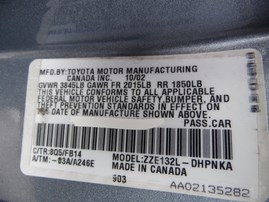 MFD.BY:TOYOTA MOTOR MANUFACTURING
CANADA INC. 10/02
GVWR 3845LB GAWR FR 2015LB RR 1850LB
THIS VEHICLE CONFORMS TO ALL APPLICABLE
FEDERAL MOTOR VEHICLE SAFETY,BUMPER, AND
THEFT PREVENTION STANDARDS IN EFFECT ON
THE DATE OF MANUFACTURE SHOWN ABOVE.
PASS.CAR
C/TR:8Q5/FB14 MODEL:ZZE132L-DHPNKA
A/TM:-03A/A246E MADE IN CANADA
903
AA02135282